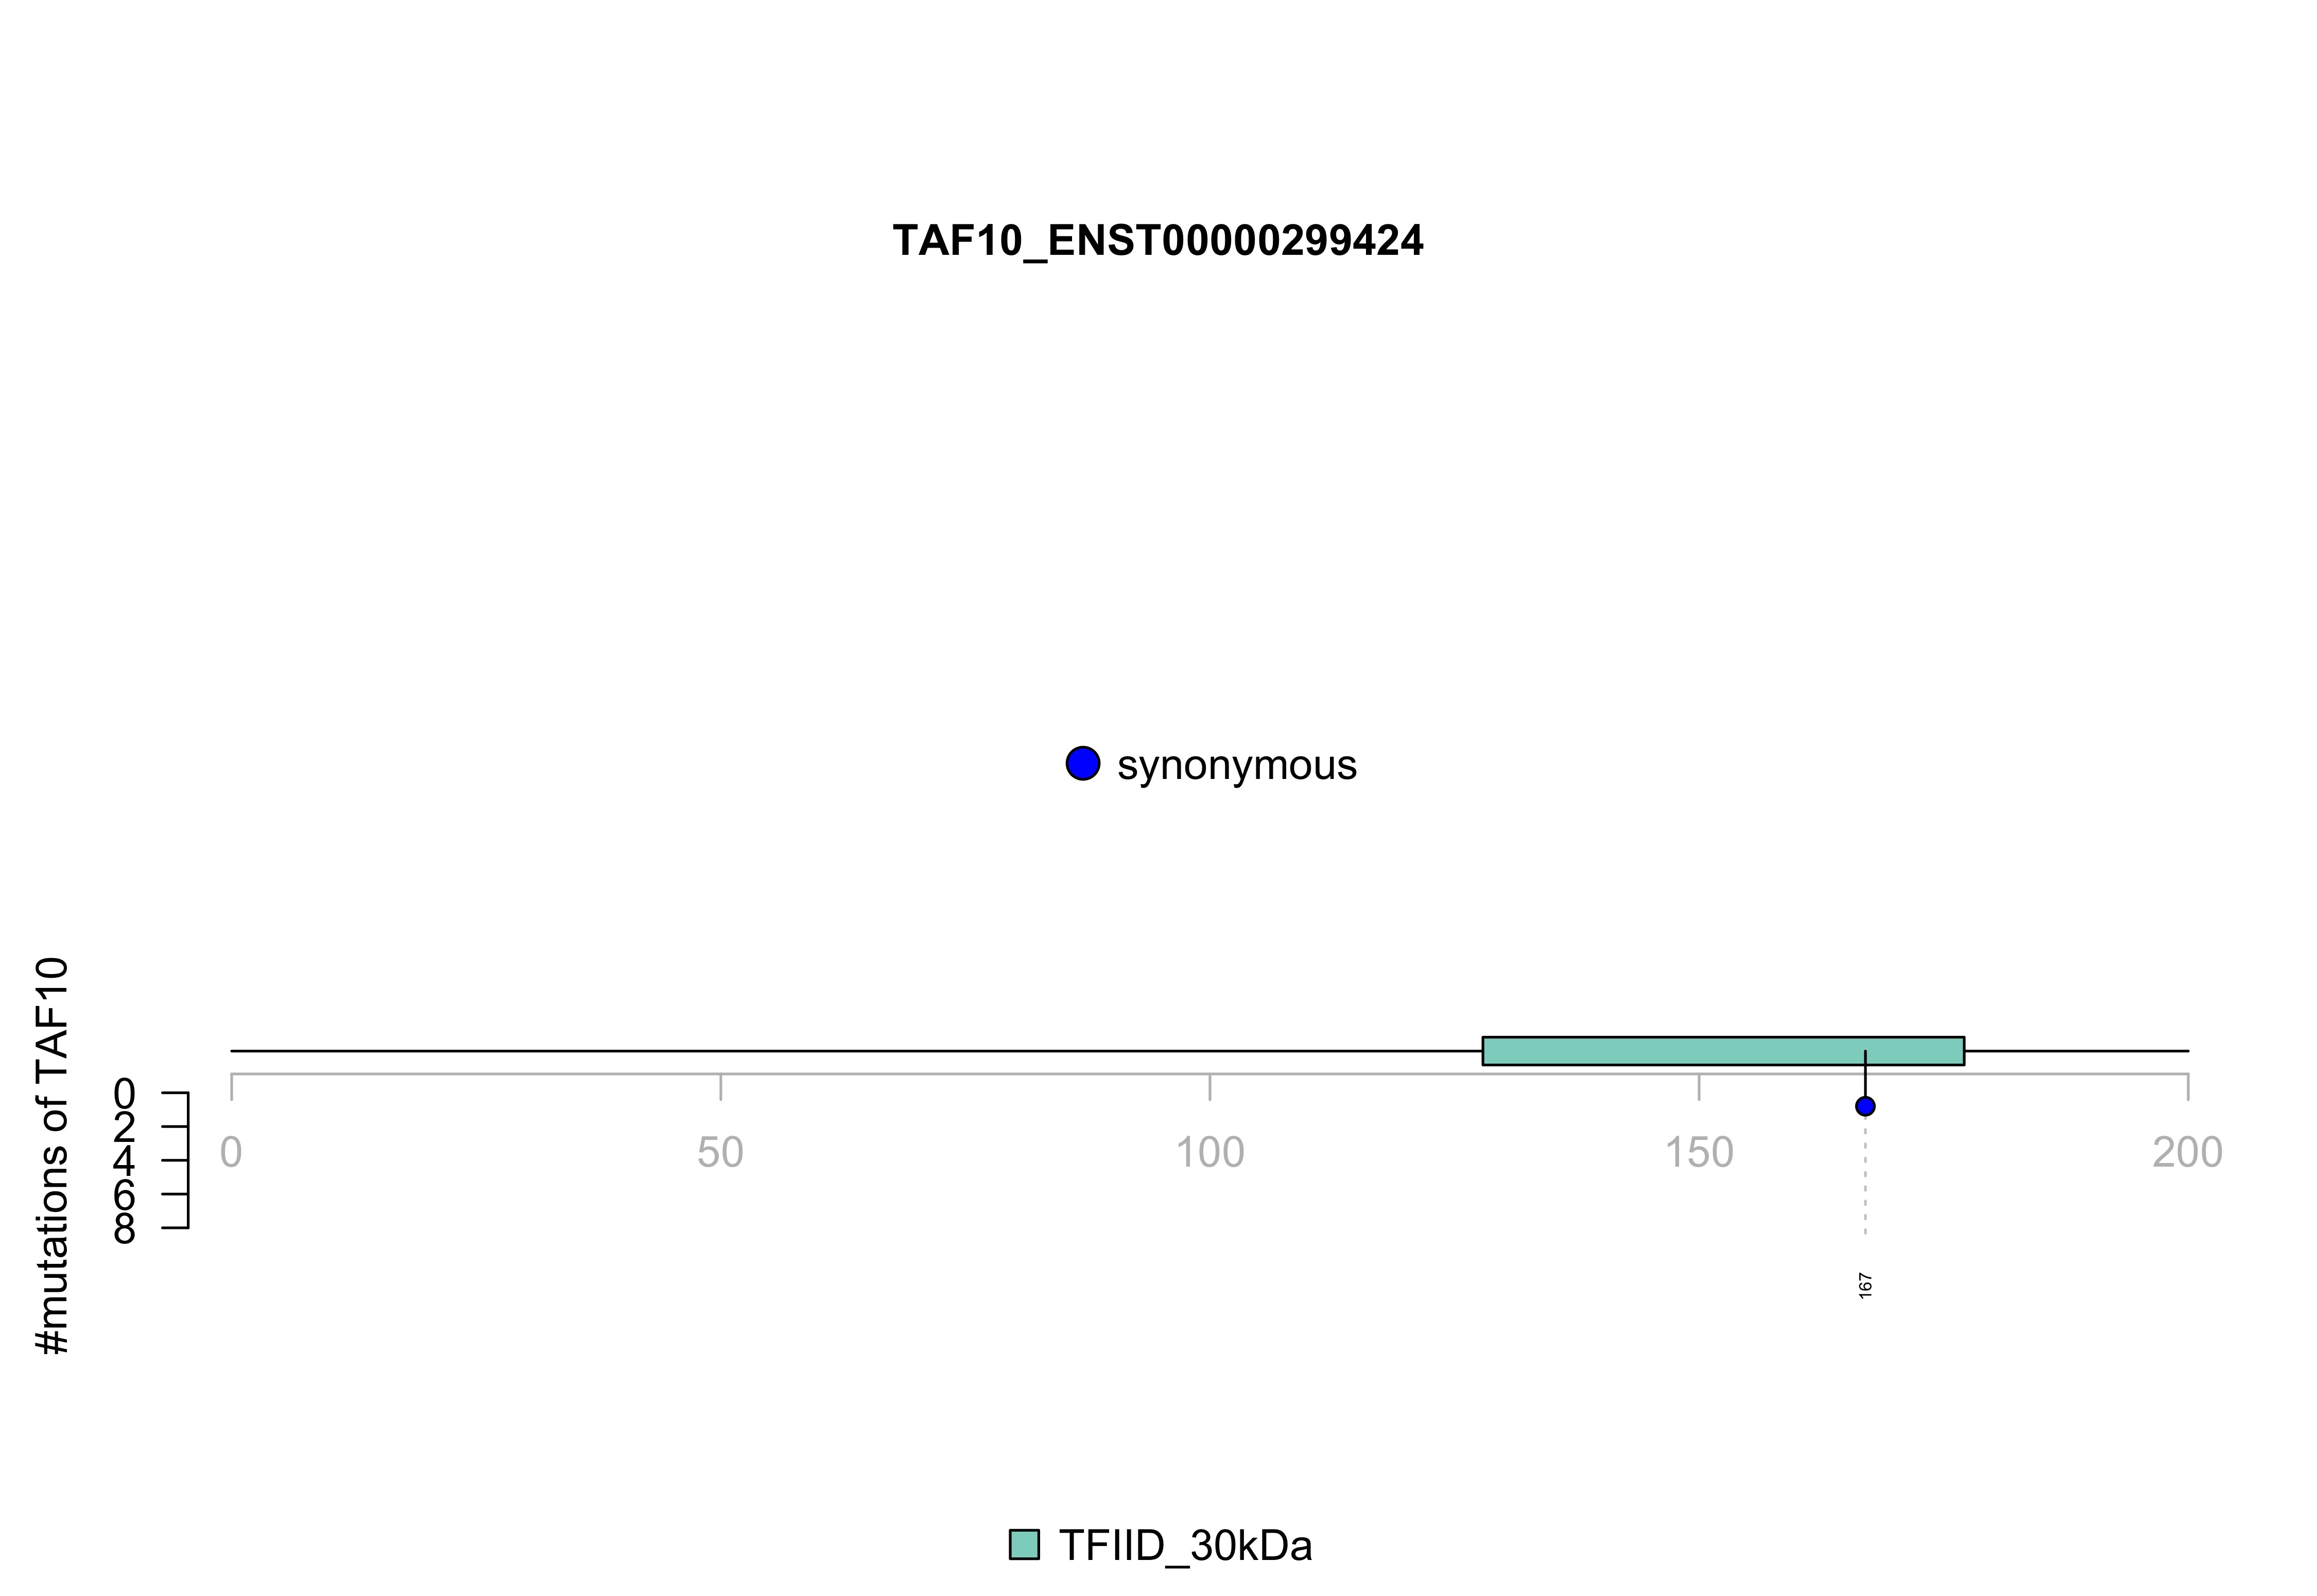 TAF10_ENST00000299424
synonymous
#mutations of TAF10
0
2
4
6
8
0 50 100 150 200
167
TFIID_30kDa